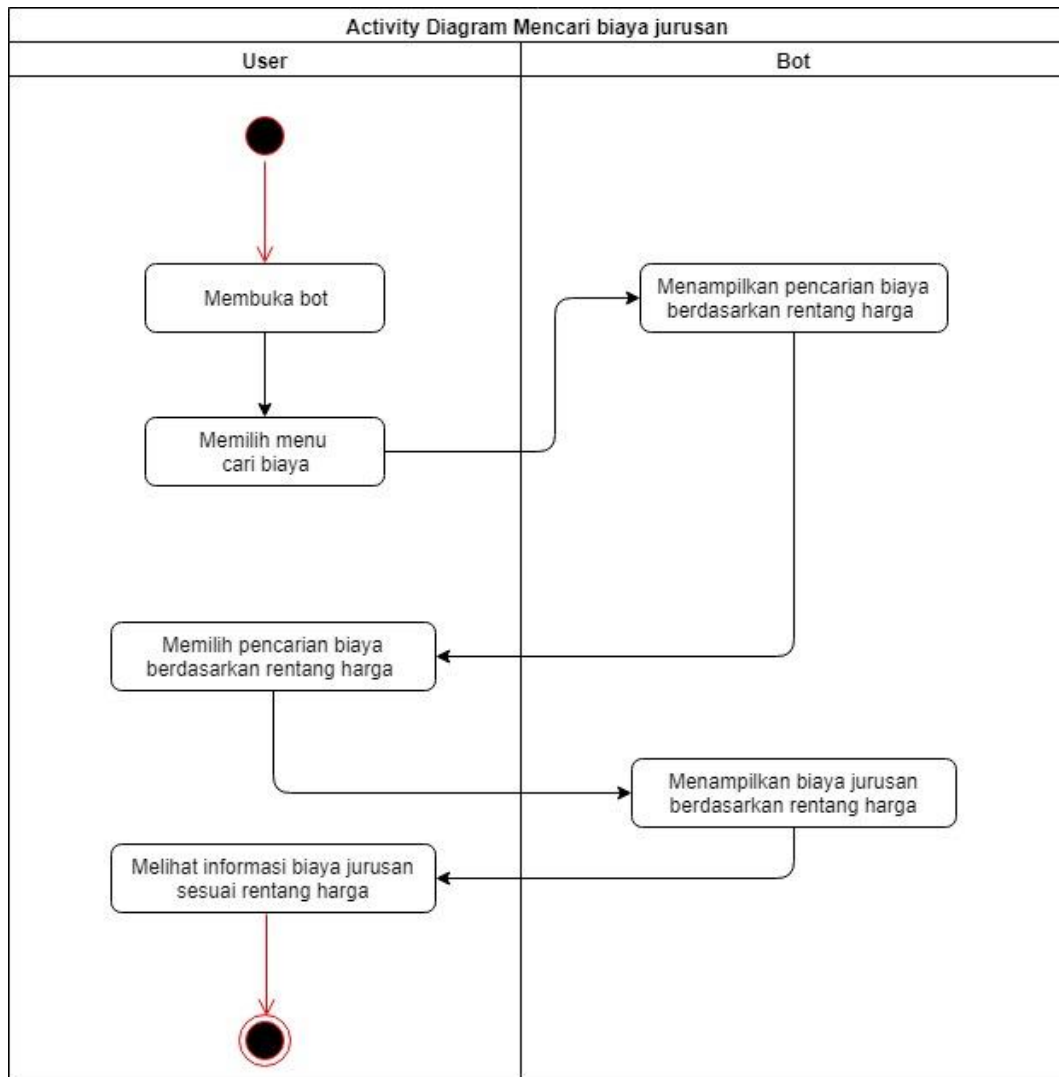 Activity Diagram Mencari biaya jurusan
User
Bot
Membuka bot
Memilih menu
cari biaya
Menampilkan pencarian biaya
berdasarkan rentang harga
Memilih pencarian biaya
berdasarkan rentang harga
Menampilkan biaya jurusan
berdasarkan rentang harga
Melihat informasi biaya jurusan
sesuai rentang harga